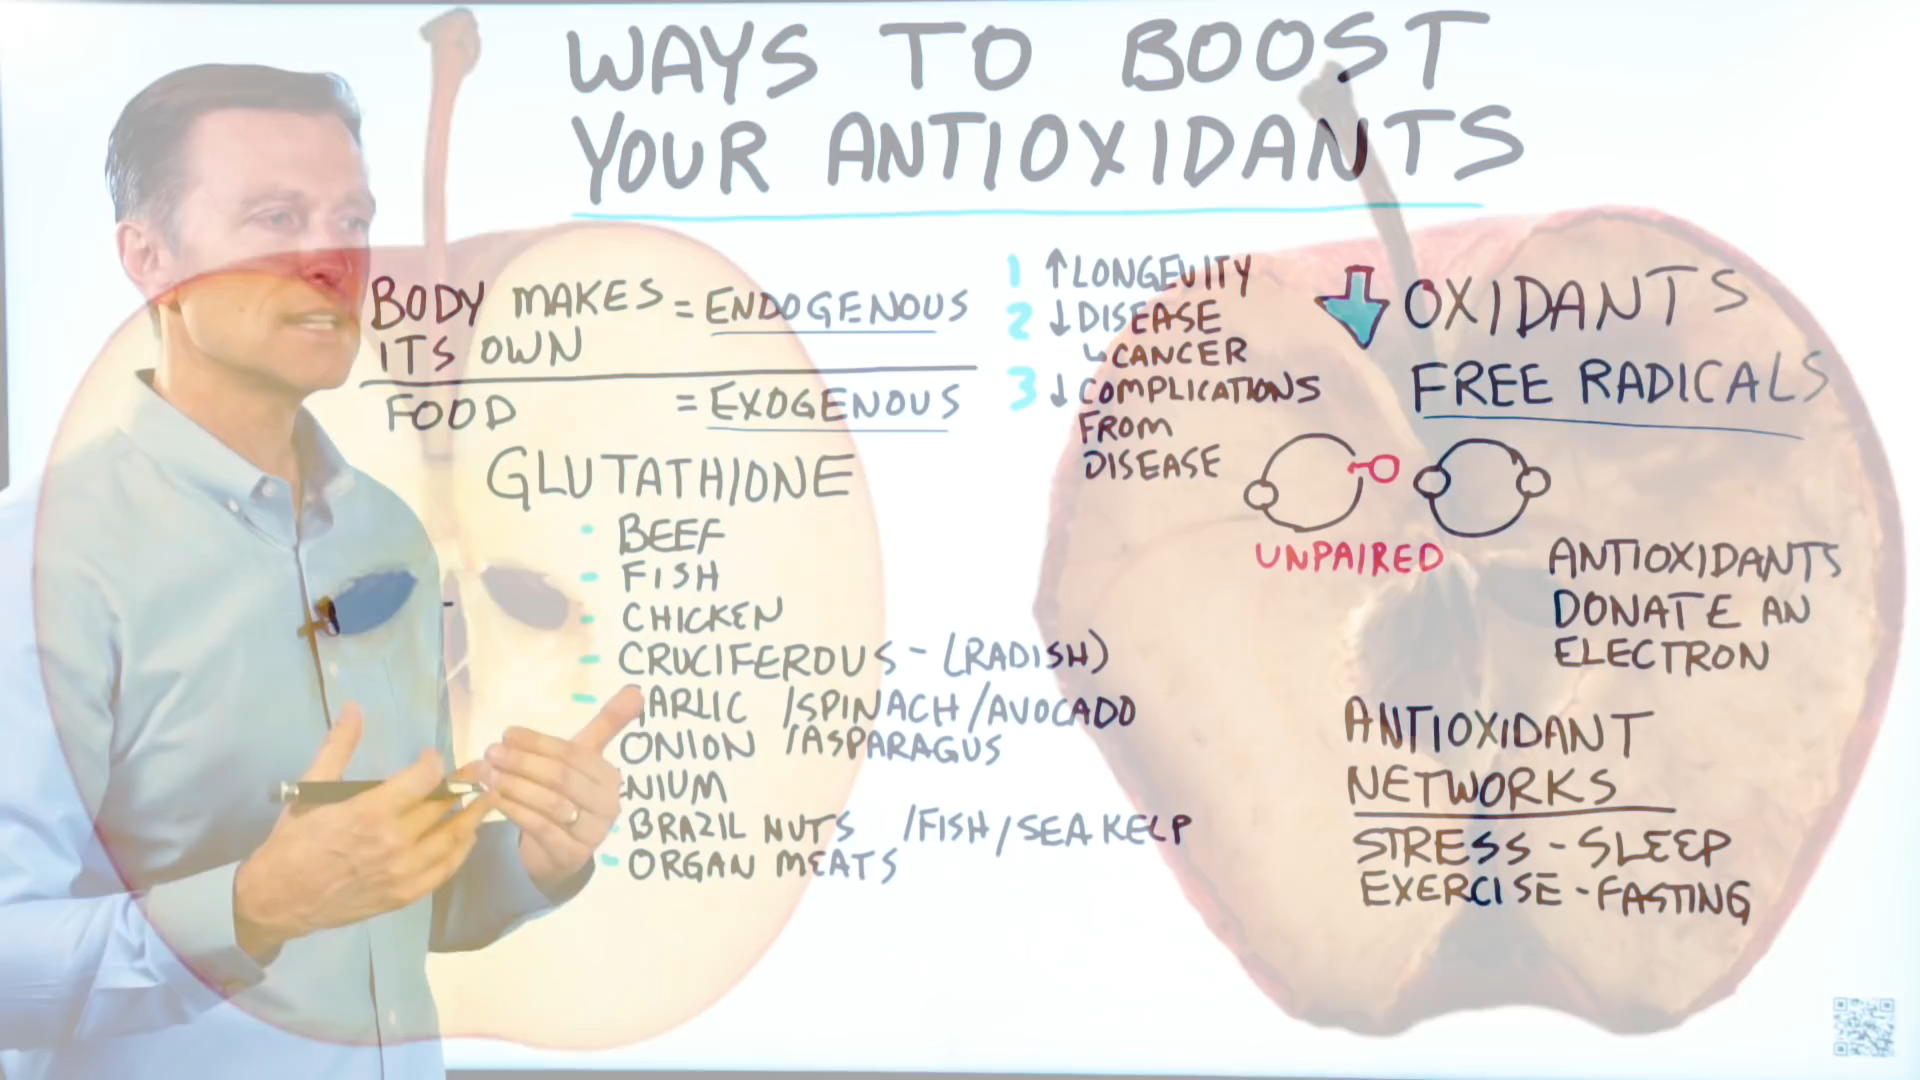 WAYS TO BOOST
YOUR ANTIOXIDANTS
BODY MAKES = ENDOGENOUS
ITS OWN
FOOD = EXOGENOUS
GLUTATHIONE
- BEEF
- FISH
- CHICKEN
- CRUCIFEROUS - (RADISH)
- GARLIC /SPINACH/AVOCADO
ONION /ASPARAGUS
ENIUM
BRAZIL NUTS /FISH/SEA KELP
- ORGAN MEATS
1 ↑LONGEVITY
2 ↓DISEASE
↳CANCER
3 ↓COMPLICATIONS
FROM
DISEASE
OXIDANTS
FREE RADICALS
UNPAIRED
ANTIOXIDANTS
DONATE AN
ELECTRON
ANTIOXIDANT
NETWORKS
STRESS - SLEEP
EXERCISE - FASTING